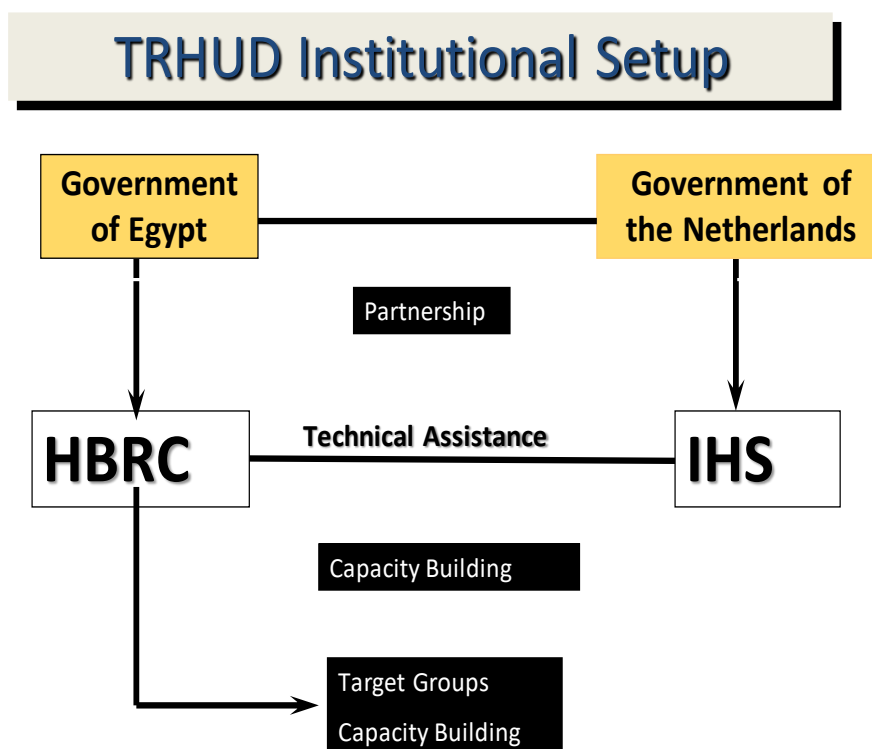 TRHUD Institutional Setup
Government
of Egypt
Government of
the Netherlands
Partnership
HBRC
Technical Assistance
IHS
Capacity Building
Target Groups
Capacity Building